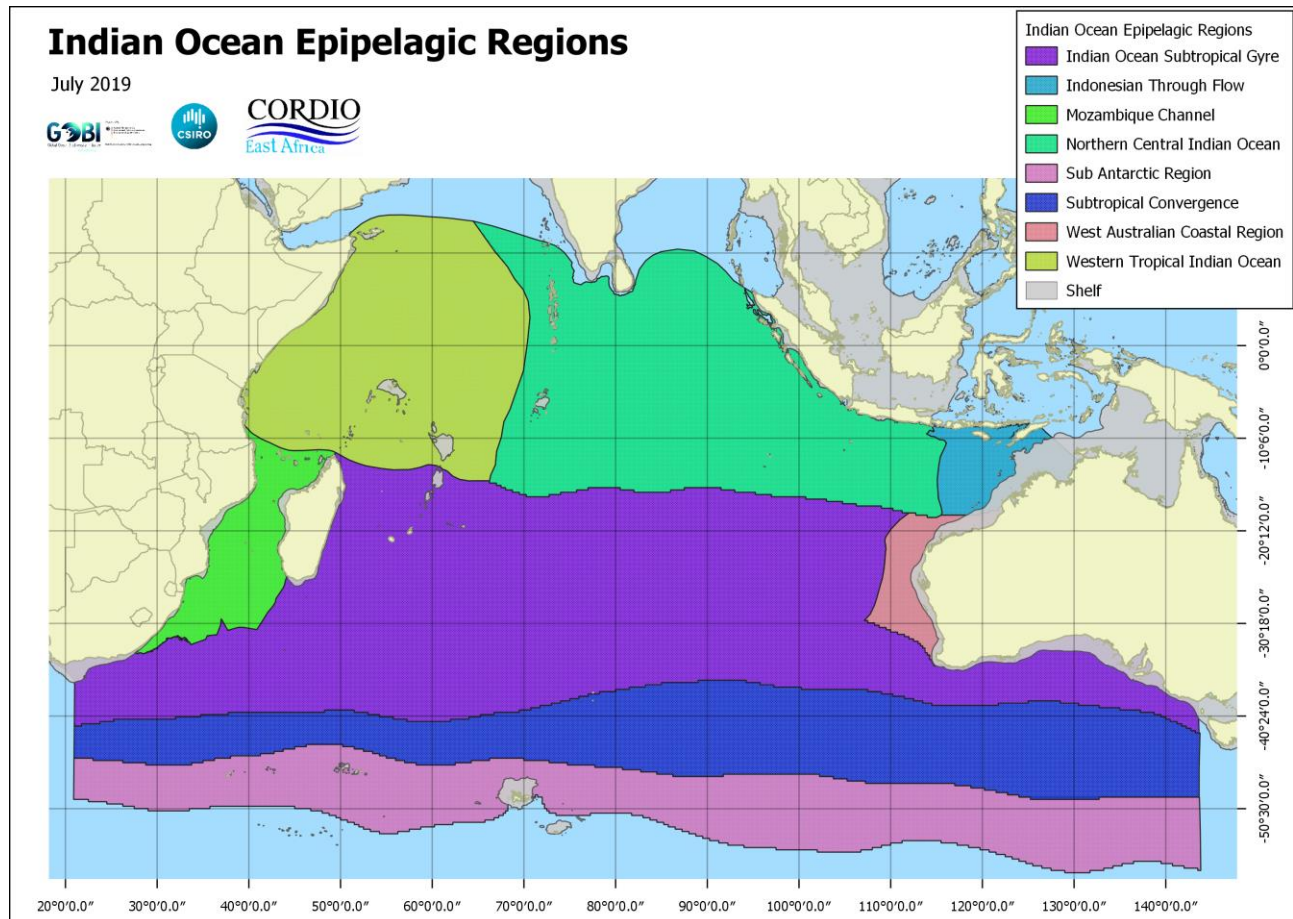 Indian Ocean Epipelagic Regions
July 2019
GOBI
CSIRO
CORDIO
East Africa
Indian Ocean Epipelagic Regions
Indian Ocean Subtropical Gyre
Indonesian Through Flow
Mozambique Channel
Northern Central Indian Ocean
Sub Antarctic Region
Subtropical Convergence
West Australian Coastal Region
Western Tropical Indian Ocean
Shelf
0°0'0.0"
-10°6'0.0"
-20°12'0.0"
-30°18'0.0"
-40°24'0.0"
-50°30'0.0"
20°0'0.0" 30°0'0.0" 40°0'0.0" 50°0'0.0" 60°0'0.0" 70°0'0.0" 80°0'0.0" 90°0'0.0" 100°0'0.0" 110°0'0.0" 120°0'0.0" 130°0'0.0" 140°0'0.0"